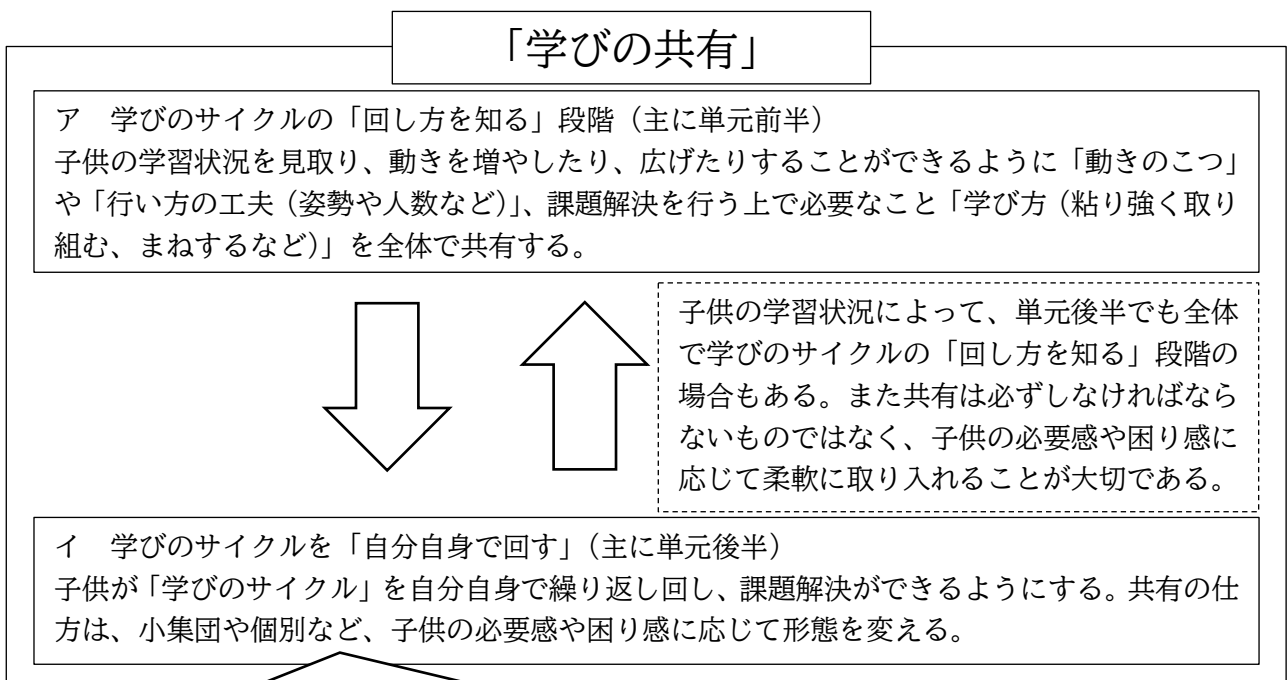 「学びの共有」
ア　学びのサイクルの「回し方を知る」段階（主に単元前半）
子供の学習状況を見取り、動きを増やしたり、広げたりすることができるように「動きのこつ」
や「行い方の工夫（姿勢や人数など）」、課題解決を行う上で必要なこと「学び方（粘り強く取り
組む、まねするなど）」を全体で共有する。
子供の学習状況によって、単元後半でも全体
で学びのサイクルの「回し方を知る」段階の
場合もある。また共有は必ずしなければなら
ないものではなく、子供の必要感や困り感に
応じて柔軟に取り入れることが大切である。
イ　学びのサイクルを「自分自身で回す」（主に単元後半）
子供が「学びのサイクル」を自分自身で繰り返し回し、課題解決ができるようにする。共有の仕
方は、小集団や個別など、子供の必要感や困り感に応じて形態を変える。